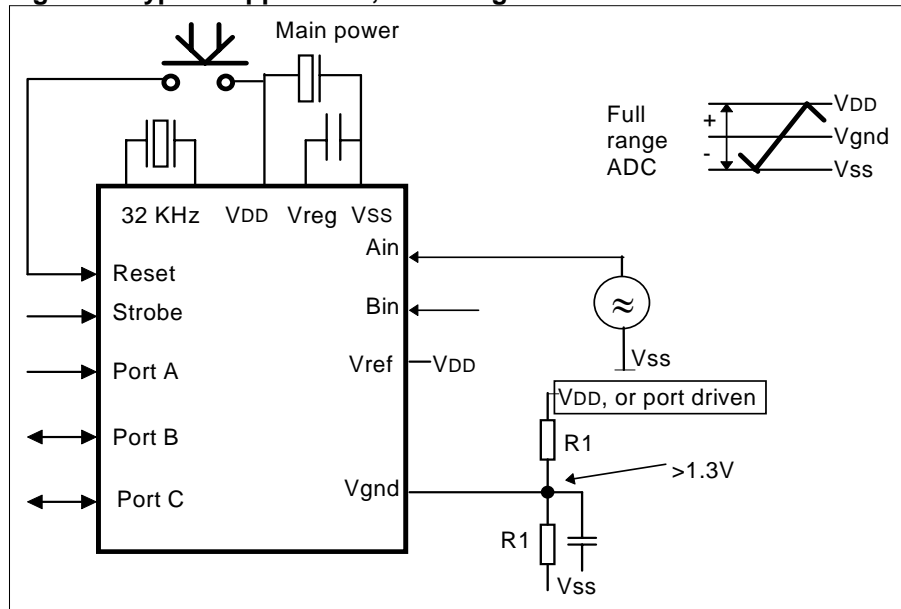 Main power
Full
range
ADC
+
-
VDD
Vgnd
Vss
32 KHz VDD Vreg VSS
Ain
Reset
Strobe
Bin
Port A
Vref
VDD
Vss
VDD, or port driven
Port B
R1
>1.3V
Vgnd
Port C
R1
Vss
≈